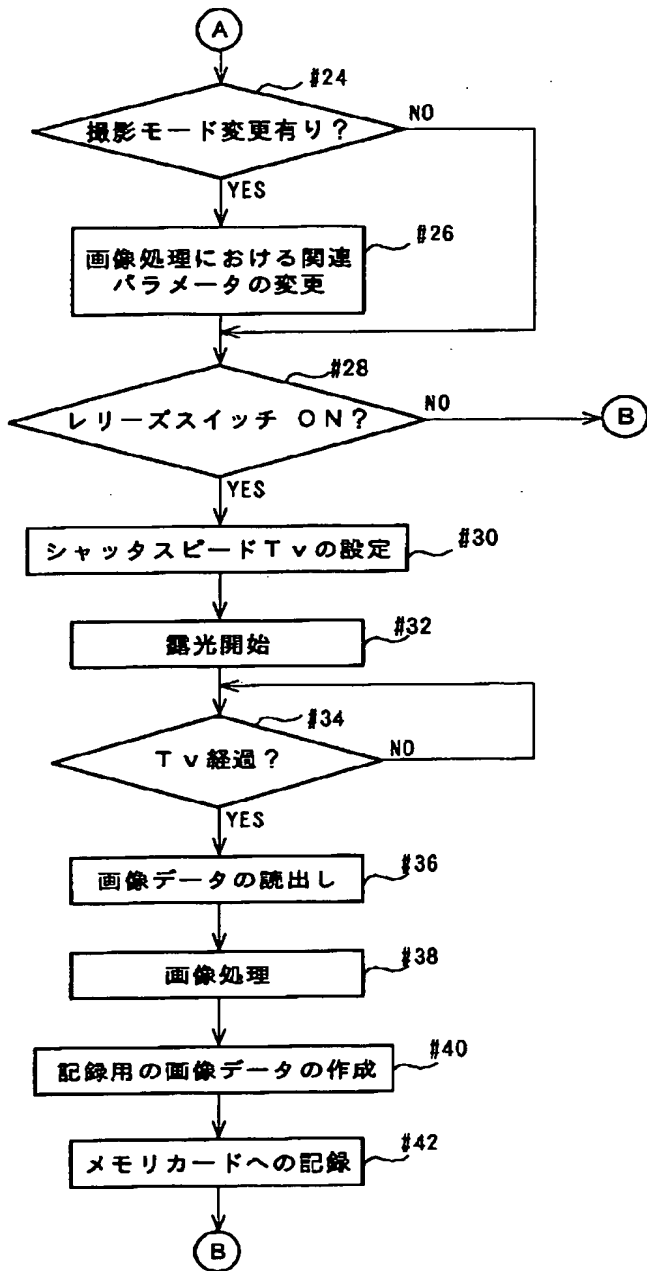 A
#24
撮影モード変更有り?
NO
YES
#26
画像処理における関連
パラメータの変更
#28
レリーズスイッチ ON?
NO
B
YES
シャッタスピードTvの設定
#30
露光開始
#32
#34
Tv経過?
NO
YES
画像データの読出し
#36
画像処理
#38
記録用の画像データの作成
#40
メモリカードへの記録
#42
B